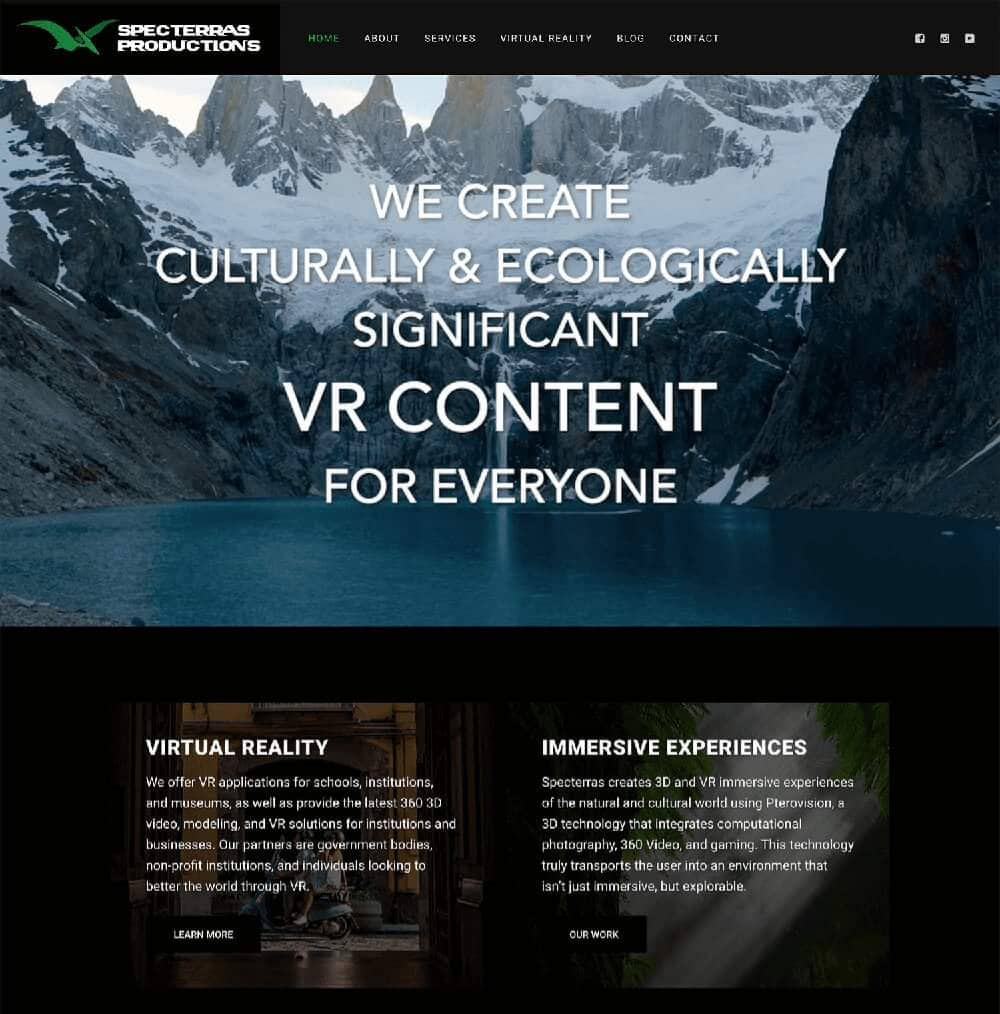 SPECTERRAS
PRODUCTIONS
HOME ABOUT SERVICES VIRTUAL REALITY BLOG CONTACT
WE CREATE
CULTURALLY & ECOLOGICALLY
SIGNIFICANT
VR CONTENT
FOR EVERYONE
VIRTUAL REALITY
We offer VR applications for schools, institutions,
and museums, as well as provide the latest 360 3D
video, modeling, and VR solutions for institutions and
businesses. Our partners are government bodies,
non-profit institutions, and individuals looking to
better the world through VR.
LEARN MORE
IMMERSIVE EXPERIENCES
Specterras creates 3D and VR immersive experiences
of the natural and cultural world using Pterovision, a
3D technology that integrates computational
photography, 360 Video, and gaming. This technology
truly transports the user into an environment that
isn't just immersive, but explorable.
OUR WORK